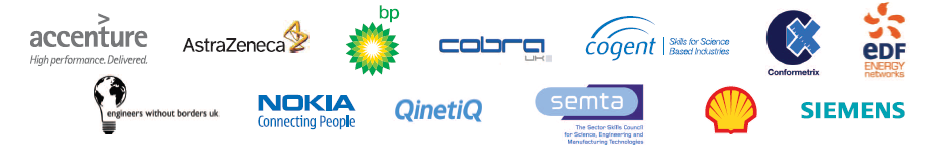 accenture
High performance. Delivered.
AstraZeneca
bp
cobra
UK
cogent
Skills for Science
Based Industries
Conformetrix
eDF
ENERGY
networks
engineers without borders uk
NOKIA
Connecting People
QinetiQ
semta
The Sector Skills Council
for Science, Engineering and
Manufacturing Technologies
SIEMENS